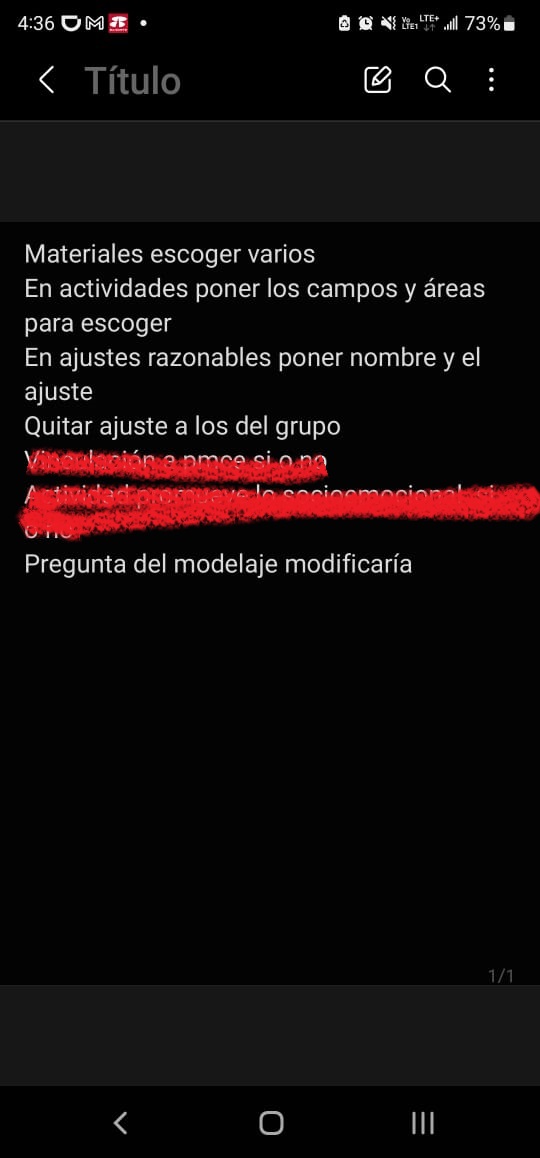 4:36
LTE+
73%
Título
Materiales escoger varios
En actividades poner los campos y áreas
para escoger
En ajustes razonables poner nombre y el
ajuste
Quitar ajuste a los del grupo
Vinculación a pmce si o no
Actividad promueve lo socioemocional si
o no
Pregunta del modelaje modificaría
1/1